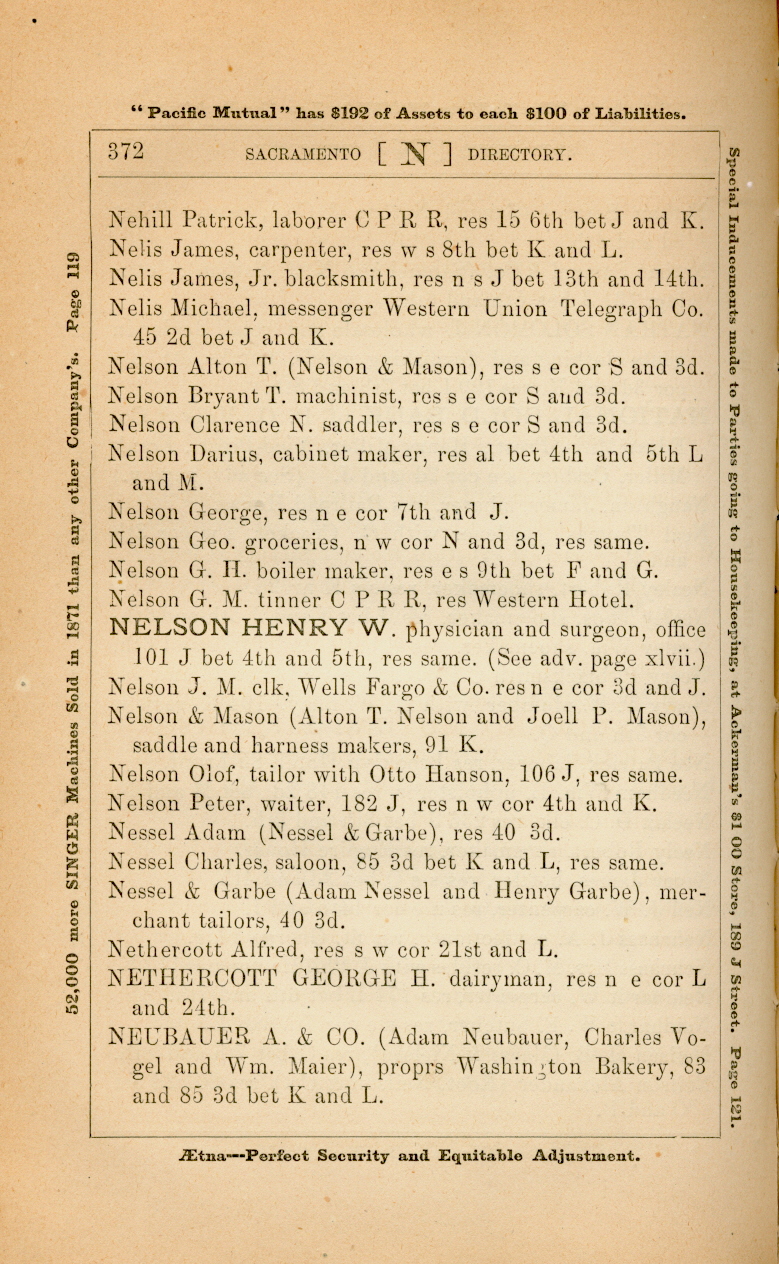 “Pacific Mutual” has $192 of Assets to each $100 of Liabilities.
372 SACRAMENTO [ N ] DIRECTORY.
Nehill Patrick, laborer C P R R, res 15 6th bet J and K.
Nelis James, carpenter, res w s 8th bet K and L.
Nelis James, Jr. blacksmith, res n s J bet 13th and 14th.
Nelis Michael, messenger Western Union Telegraph Co.
45 2d bet J and K.
Nelson Alton T. (Nelson & Mason), res s e cor S and 3d.
Nelson Bryant T. machinist, res s e cor S and 3d.
Nelson Clarence N. saddler, res s e cor S and 3d.
Nelson Darius, cabinet maker, res al bet 4th and 5th L
and M.
Nelson George, res n e cor 7th and J.
Nelson Geo. groceries, n w cor N and 3d, res same.
Nelson G. H. boiler maker, res e s 9th bet F and G.
Nelson G. M. tinner C P R R, res Western Hotel.
NELSON HENRY W. physician and surgeon, office
101 J bet 4th and 5th, res same. (See adv. page xlvii.)
Nelson J. M. clk, Wells Fargo & Co. res n e cor 3d and J.
Nelson & Mason (Alton T. Nelson and Joell P. Mason),
saddle and harness makers, 91 K.
Nelson Olof, tailor with Otto Hanson, 106 J, res same.
Nelson Peter, waiter, 182 J, res n w cor 4th and K.
Nessel Adam (Nessel & Garbe), res 40 3d.
Nessel Charles, saloon, 85 3d bet K and L, res same.
Nessel & Garbe (Adam Nessel and Henry Garbe), mer-
chant tailors, 40 3d.
Nethercott Alfred, res s w cor 21st and L.
NETHERCOTT GEORGE H. dairyman, res n e cor L
and 24th.
NEUBAUER A. & CO. (Adam Neubauer, Charles Vo-
gel and Wm. Maier), proprs Washington Bakery, 83
and 85 3d bet K and L.
Ætna--Perfect Security and Equitable Adjustment.
52,000 more SINGER Machines Sold in 1871 than any other Company's. Page 119
Special Inducements made to Parties going to Housekeeping, at Ackerman's $1 00 Store, 189 J Street. Page 121.